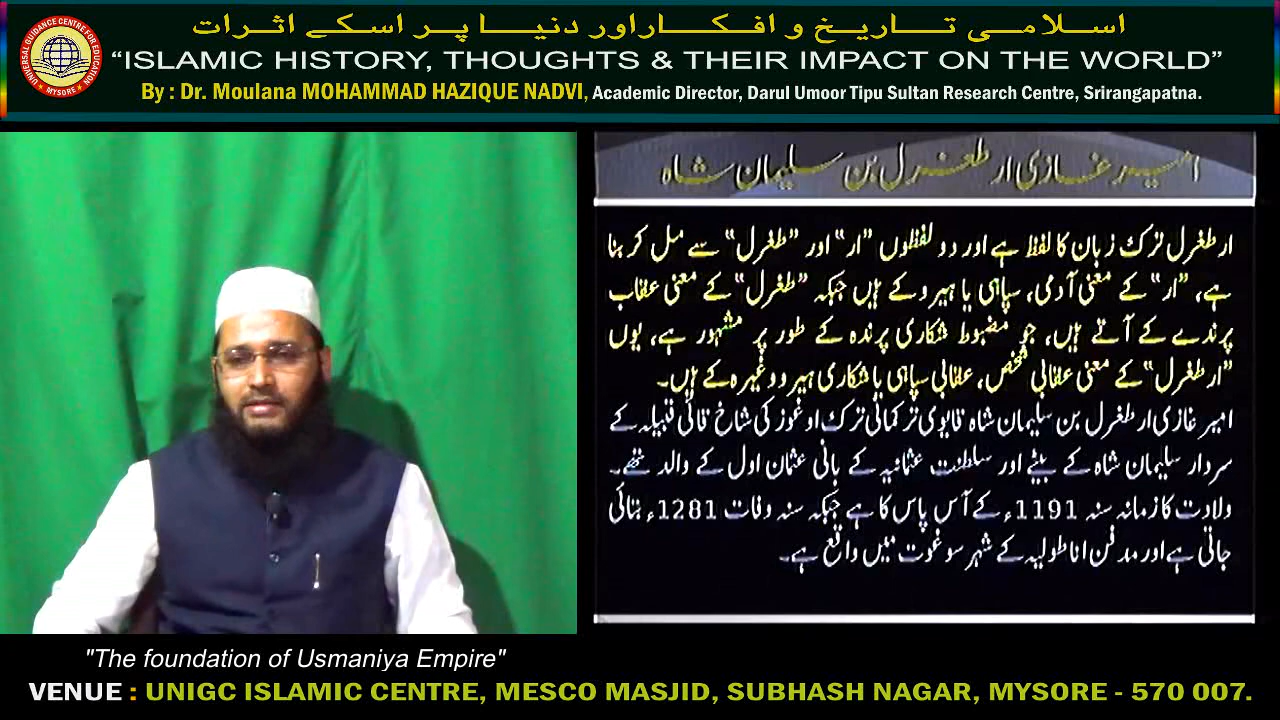 اسلامی تاریخ و افکار اور دنیا پر اسکے اثرات
"ISLAMIC HISTORY, THOUGHTS & THEIR IMPACT ON THE WORLD"
By : Dr. Moulana MOHAMMAD HAZIQUE NADVI, Academic Director, Darul Umoor Tipu Sultan Research Centre, Srirangapatna.
UNIVERSAL GUIDANCE CENTRE FOR EDUCATION
MYSORE
امیر غازی ارطغرل بن سلیمان شاہ
ارطغرل ترک زبان کا لفظ ہے اور دو لفظوں ”ار“ اور ”طغرل“ سے مل کر بنا
ہے، ”ار“ کے معنی آدمی، سپاہی یا ہیرو کے ہیں جبکہ ”طغرل“ کے معنی عقاب
پرندے کے آتے ہیں، جو مضبوط شکاری پرندہ کے طور پر مشہور ہے، یوں
”ارطغرل“ کے معنی عقابی شخص، عقابی سپاہی یا شکاری ہیرو وغیرہ کے ہیں۔
امیر غازی ارطغرل بن سلیمان شاہ قایوی ترکمانی ترک اوغوز کی شاخ قائی قبیلہ کے
سردار سلیمان شاہ کے بیٹے اور سلطنت عثمانیہ کے بانی عثمان اول کے والد تھے۔
ولادت کا زمانہ سنہ 1191ء کے آس پاس کا ہے جبکہ سنہ وفات 1281ء بتائی
جاتی ہے اور مدفن اناطولیہ کے شہر سوغوت میں واقع ہے۔
"The foundation of Usmaniya Empire"
VENUE : UNIGC ISLAMIC CENTRE, MESCO MASJID, SUBHASH NAGAR, MYSORE - 570 007.